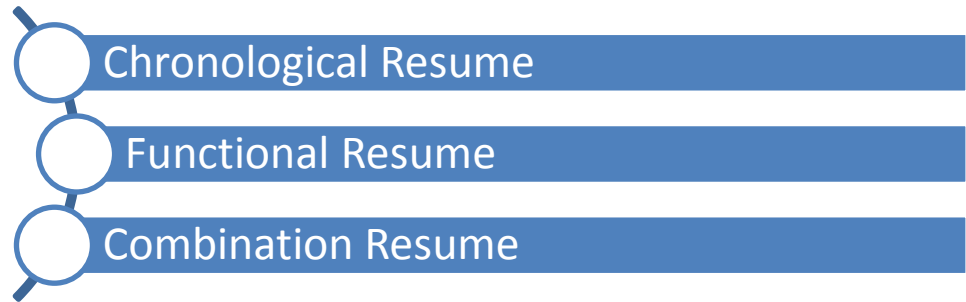 Chronological Resume
Functional Resume
Combination Resume